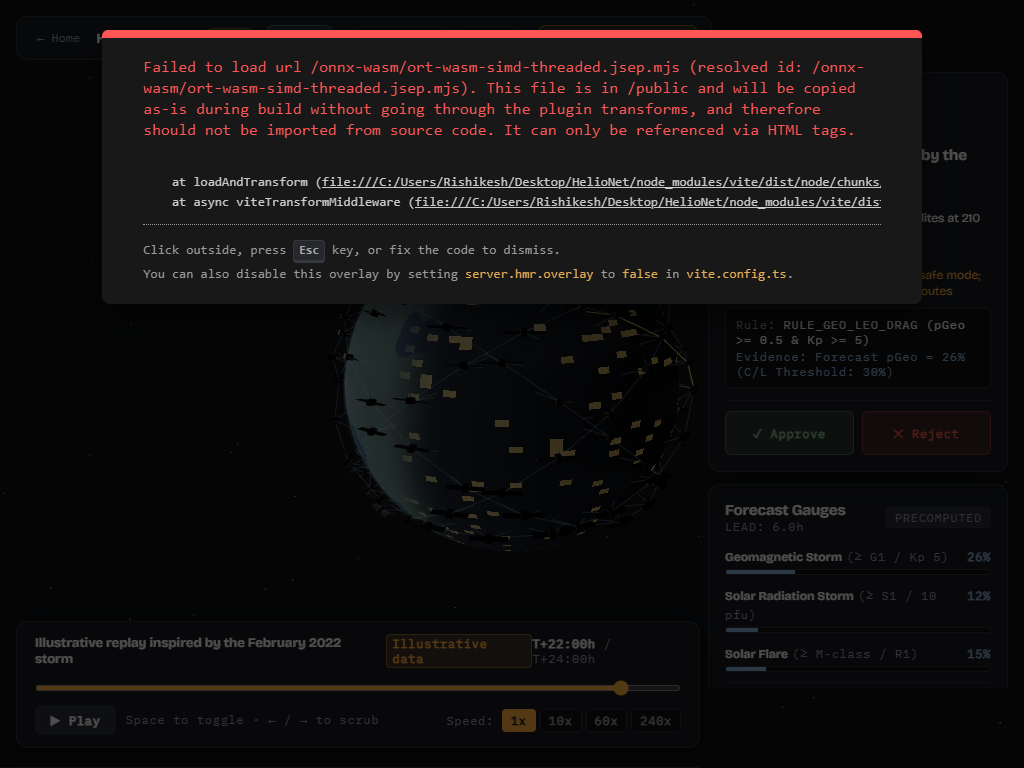 ← Home
Failed to load url /onnx-wasm/ort-wasm-simd-threaded.jsep.mjs (resolved id: /onnx-
wasm/ort-wasm-simd-threaded.jsep.mjs). This file is in /public and will be copied
as-is during build without going through the plugin transforms, and therefore
should not be imported from source code. It can only be referenced via HTML tags.
at loadAndTransform (file:///C:/Users/Rishikesh/Desktop/HelioNet/node_modules/vite/dist/node/chunks/
at async viteTransformMiddleware (file:///C:/Users/Rishikesh/Desktop/HelioNet/node_modules/vite/dis
Click outside, press Esc key, or fix the code to dismiss.
You can also disable this overlay by setting server.hmr.overlay to false in vite.config.ts.
by the
lites at 210
safe mode;
outes
Rule: RULE_GEO_LEO_DRAG (pGeo
>= 0.5 & Kp >= 5)
Evidence: Forecast pGeo = 26%
(C/L Threshold: 30%)
✓ Approve
✕ Reject
Forecast Gauges
LEAD: 6.0h
PRECOMPUTED
Geomagnetic Storm (≥ G1 / Kp 5) 26%
Solar Radiation Storm (≥ S1 / 10 12%
pfu)
Solar Flare (≥ M-class / R1) 15%
Illustrative replay inspired by the February 2022
storm
Illustrative
data
T+22:00h /
T+24:00h
▶ Play
Space to toggle · ← / → to scrub
Speed: 1x 10x 60x 240x